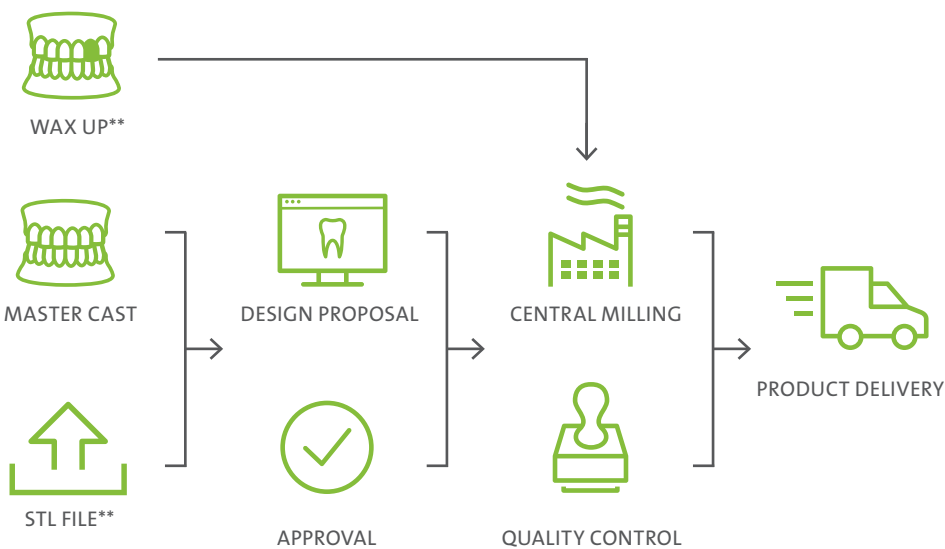 WAX UP**
MASTER CAST
DESIGN PROPOSAL
CENTRAL MILLING
PRODUCT DELIVERY
STL FILE**
APPROVAL
QUALITY CONTROL